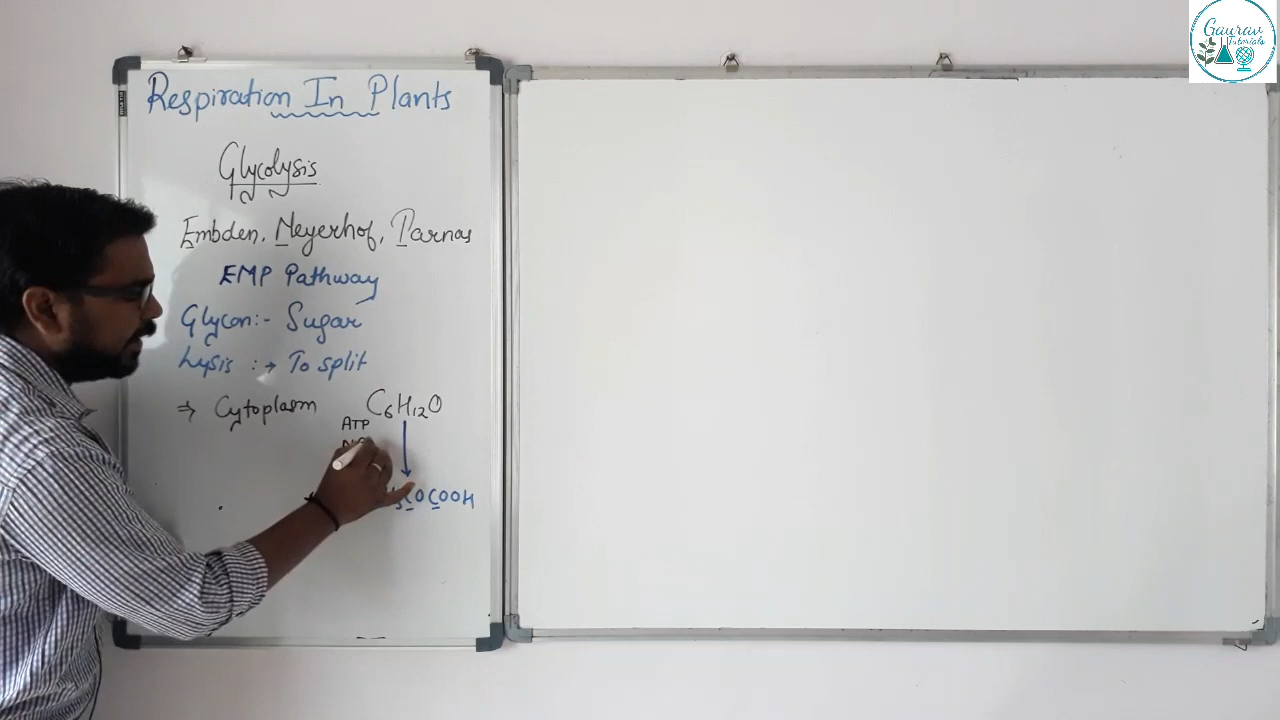 Gaurav
Tutorials
Respiration In Plants
Glycolysis
Embden, Meyerhof, Parnas
EMP Pathway
Glycon:- Sugar
Lysis :→ To split
⇒ Cytoplasm C6H12O
ATP
COCOOH